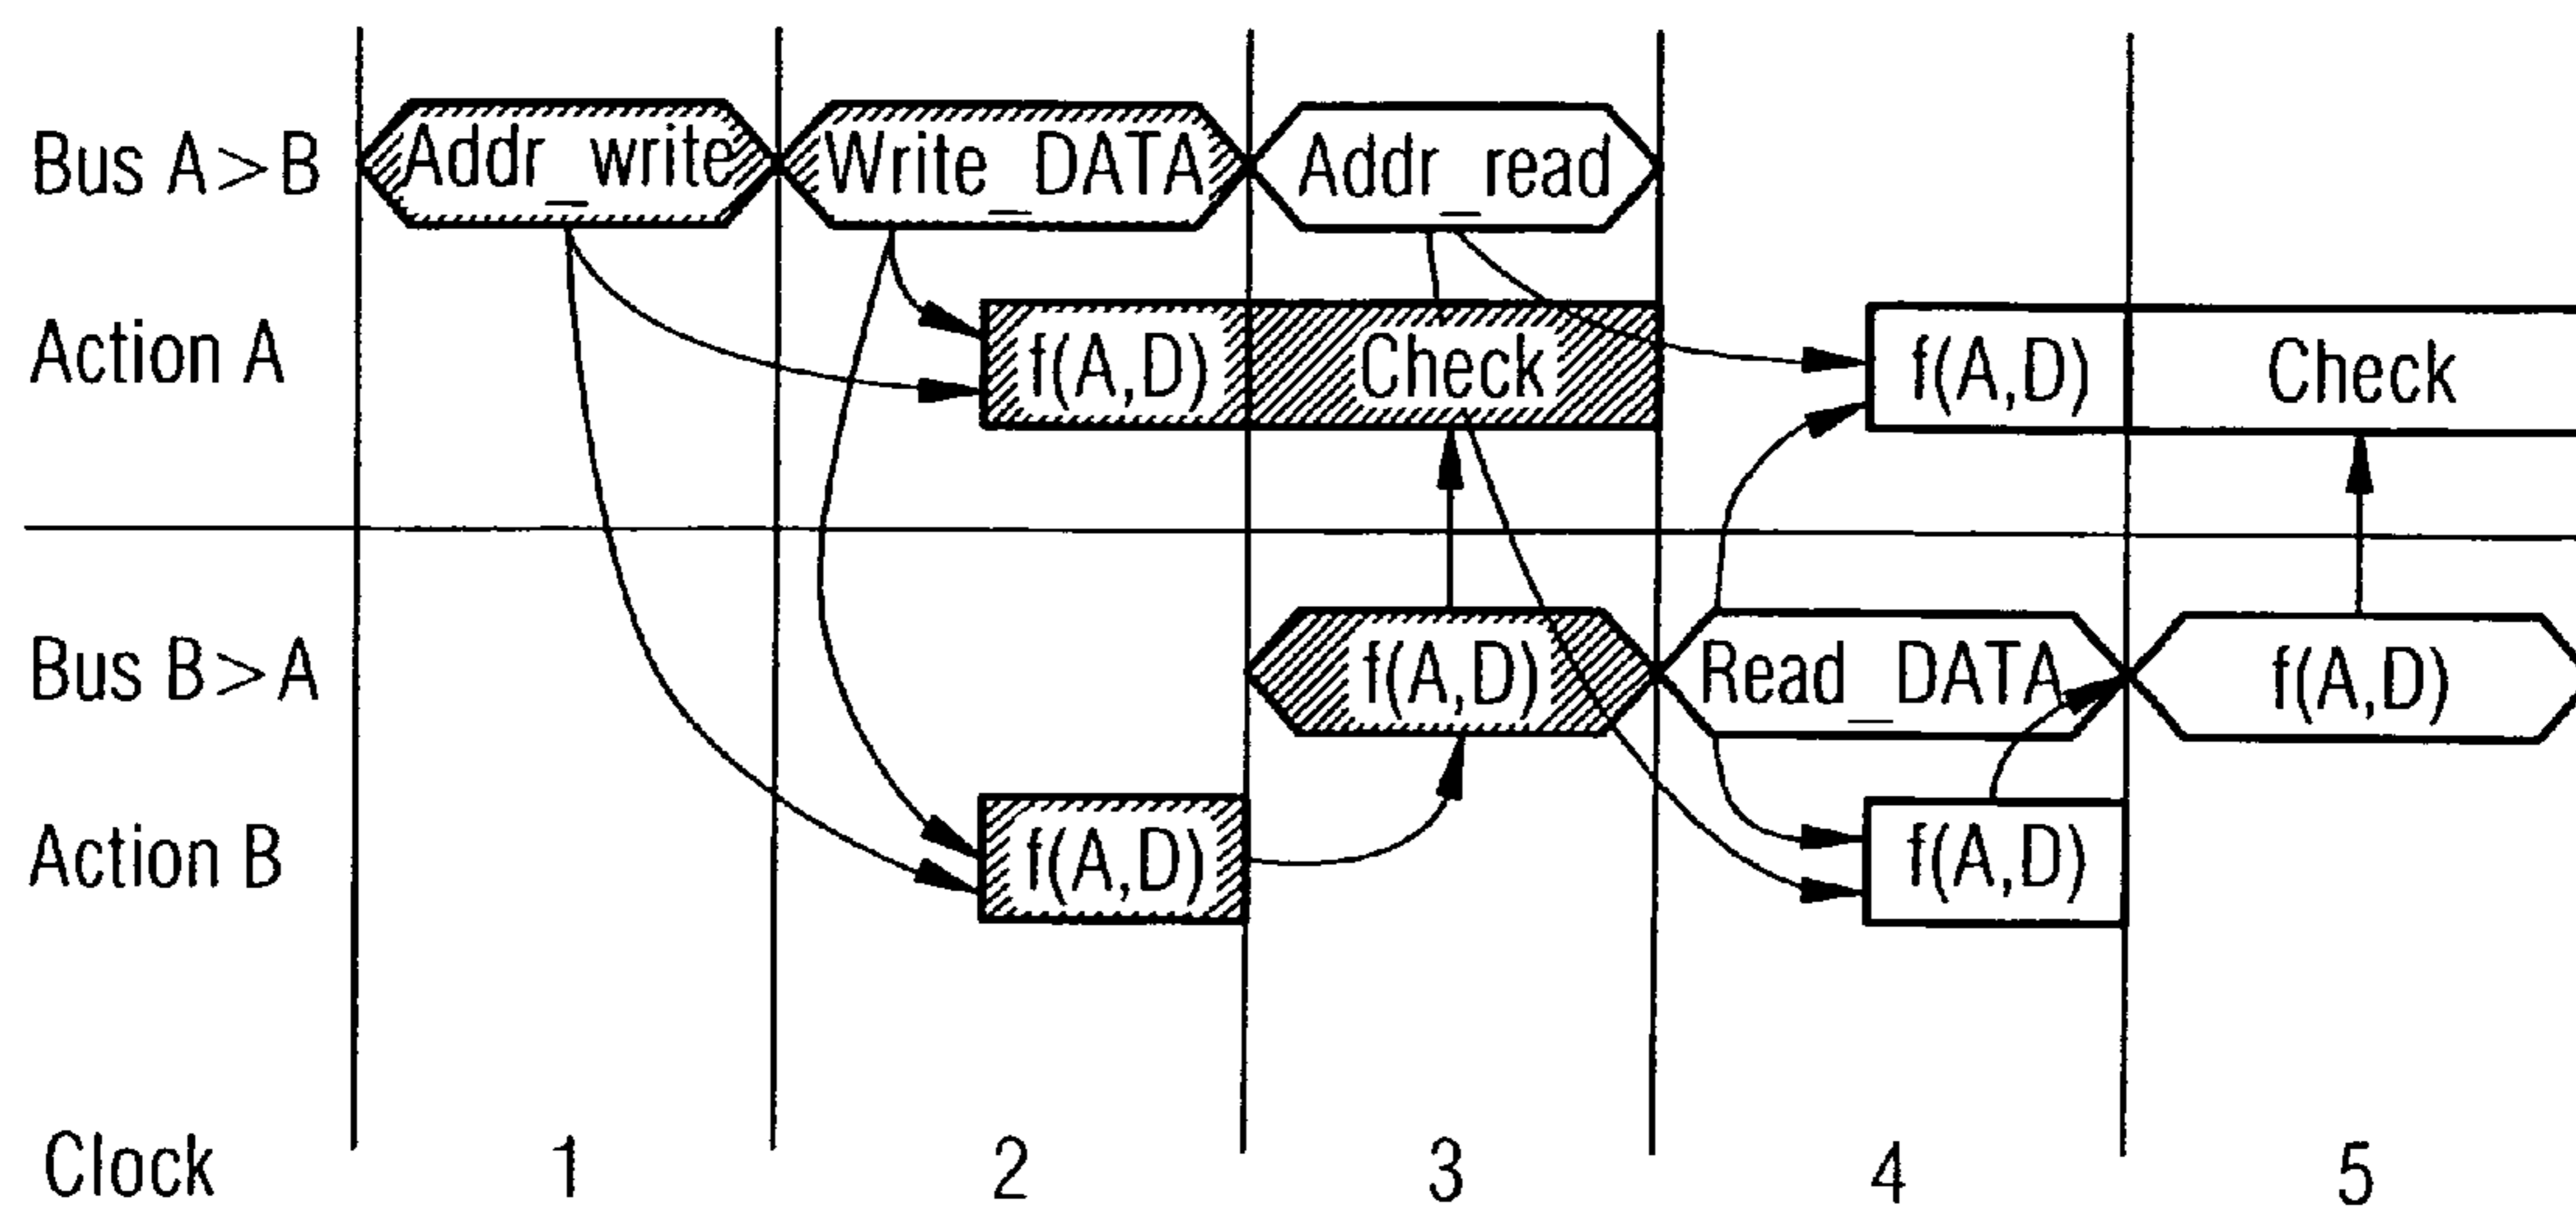 Bus A>B Addr_write Write_DATA Addr_read
Action A f(A,D) Check f(A,D) Check
Bus B>A f(A,D) Read_DATA f(A,D)
Action B f(A,D) f(A,D)
Clock 1 2 3 4 5